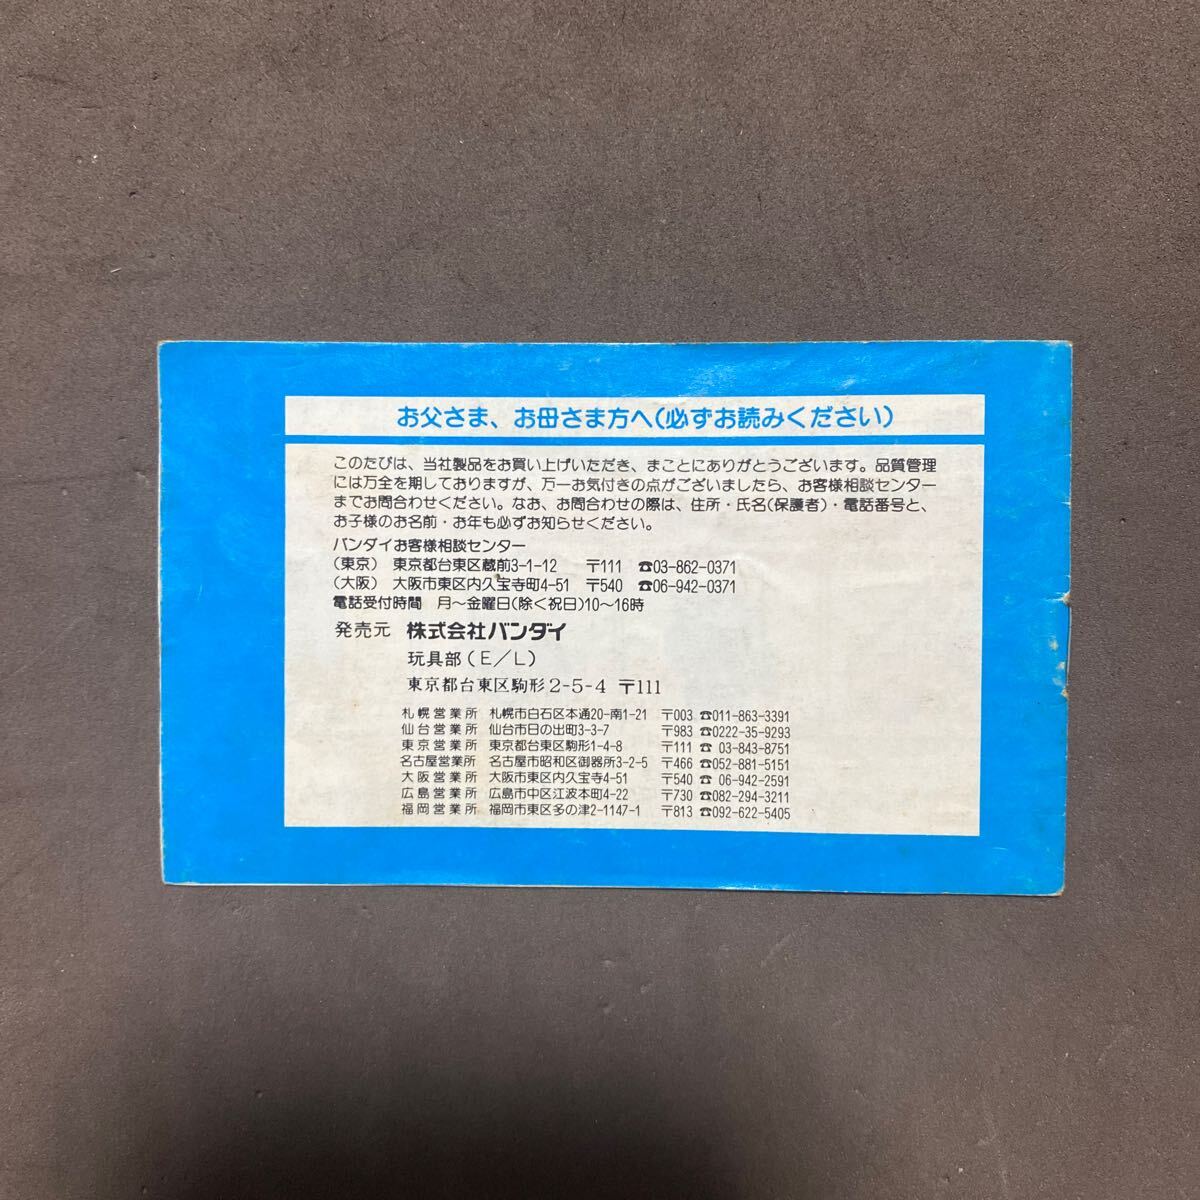 お父さま、お母さま方へ(必ずお読みください)
このたびは、当社製品をお買い上げいただき、まことにありがとうございます。品質管理
には万全を期しておりますが、万一お気付きの点がございましたら、お客様相談センター
までお問合わせください。なお、お問合わせの際は、住所・氏名(保護者)・電話番号と、
お子様のお名前・お年も必ずお知らせください。
バンダイお客様相談センター
(東京) 東京都台東区蔵前3-1-12 〒111 ☎03-862-0371
(大阪) 大阪市東区内久宝寺町4-51 〒540 ☎06-942-0371
電話受付時間 月～金曜日(除く祝日)10～16時
発売元 株式会社バンダイ
玩具部(E/L)
東京都台東区駒形2-5-4 〒111
札幌営業所 札幌市白石区本通20-南1-21 〒003 ☎011-863-3391
仙台営業所 仙台市日の出町3-3-7 〒983 ☎0222-35-9293
東京営業所 東京都台東区駒形1-4-8 〒111 ☎ 03-843-8751
名古屋営業所 名古屋市昭和区御器所3-2-5 〒466 ☎052-881-5151
大阪営業所 大阪市東区内久宝寺4-51 〒540 ☎ 06-942-2591
広島営業所 広島市中区江波本町4-22 〒730 ☎082-294-3211
福岡営業所 福岡市東区多の津2-1147-1 〒813 ☎092-622-5405